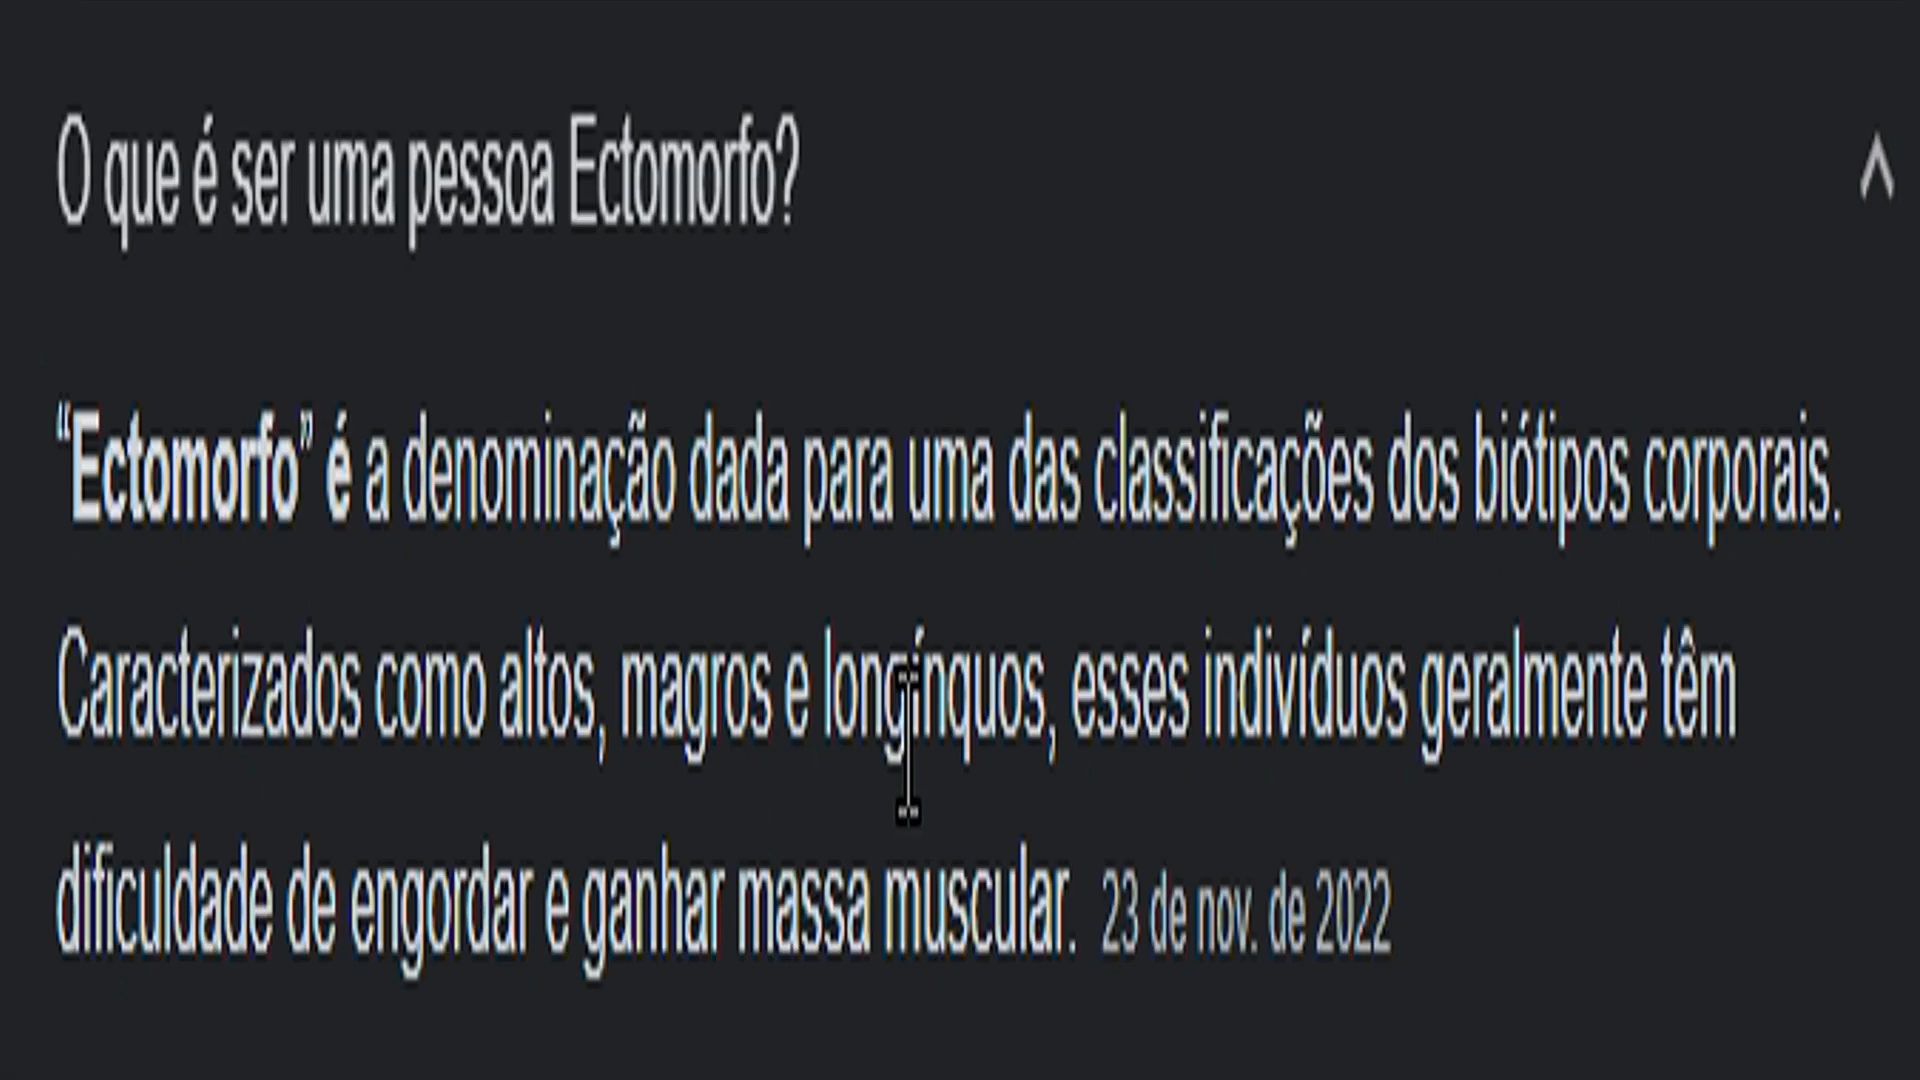 O que é ser uma pessoa Ectomorfo?
“Ectomorfo” é a denominação dada para uma das classificações dos biótipos corporais.
Caracterizados como altos, magros e longínquos, esses indivíduos geralmente têm
dificuldade de engordar e ganhar massa muscular. 23 de nov. de 2022